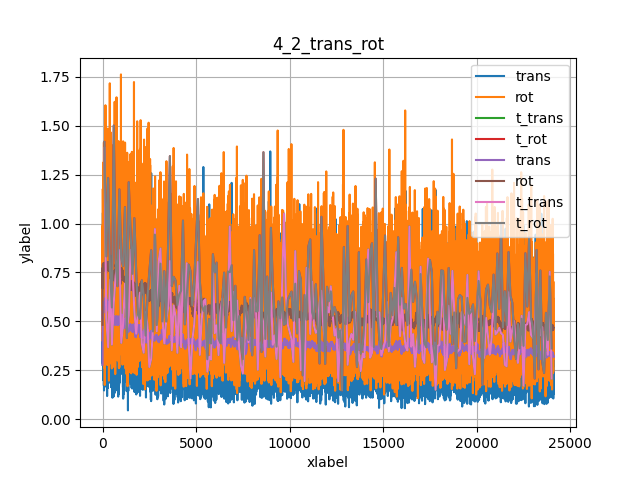 4_2_trans_rot
1.75
1.50
1.25
1.00
0.75
0.50
0.25
0.00
ylabel
0
5000
10000
15000
20000
25000
xlabel
trans
rot
t_trans
t_rot
trans
rot
t_trans
t_rot